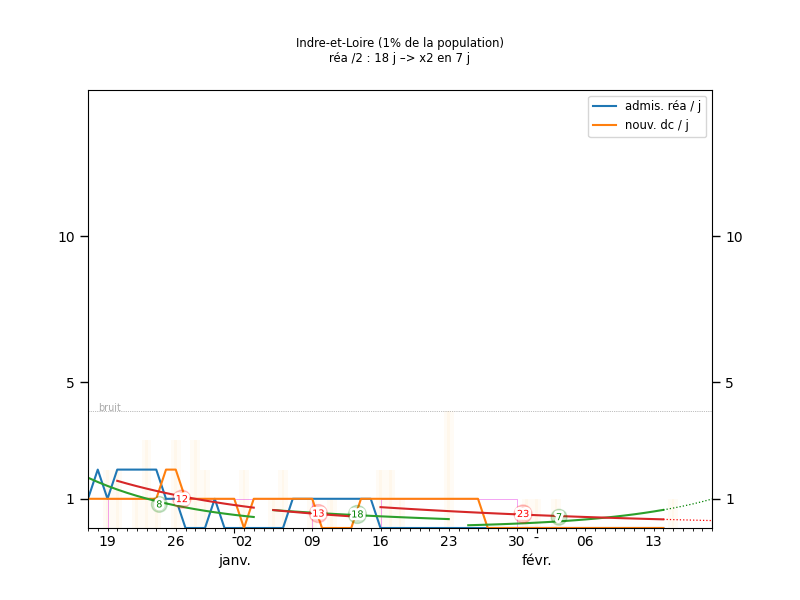 Indre-et-Loire (1% de la population)
réa /2 : 18 j –> x2 en 7 j
admis. réa / j
nouv. dc / j
10 10
5 5
bruit
1 1
8 12 13 18 23 7
19 26 02 09 16 23 30 06 13
janv. févr.